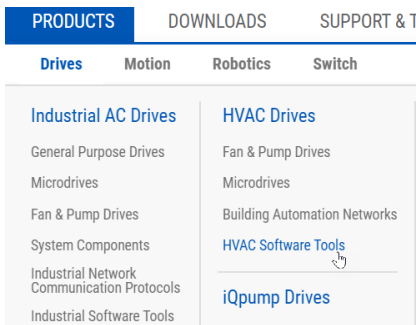 PRODUCTS DOWNLOADS SUPPORT & T
Drives Motion Robotics Switch
Industrial AC Drives
General Purpose Drives
Microdrives
Fan & Pump Drives
System Components
Industrial Network
Communication Protocols
Industrial Software Tools
HVAC Drives
Fan & Pump Drives
Microdrives
Building Automation Networks
HVAC Software Tools
iQpump Drives